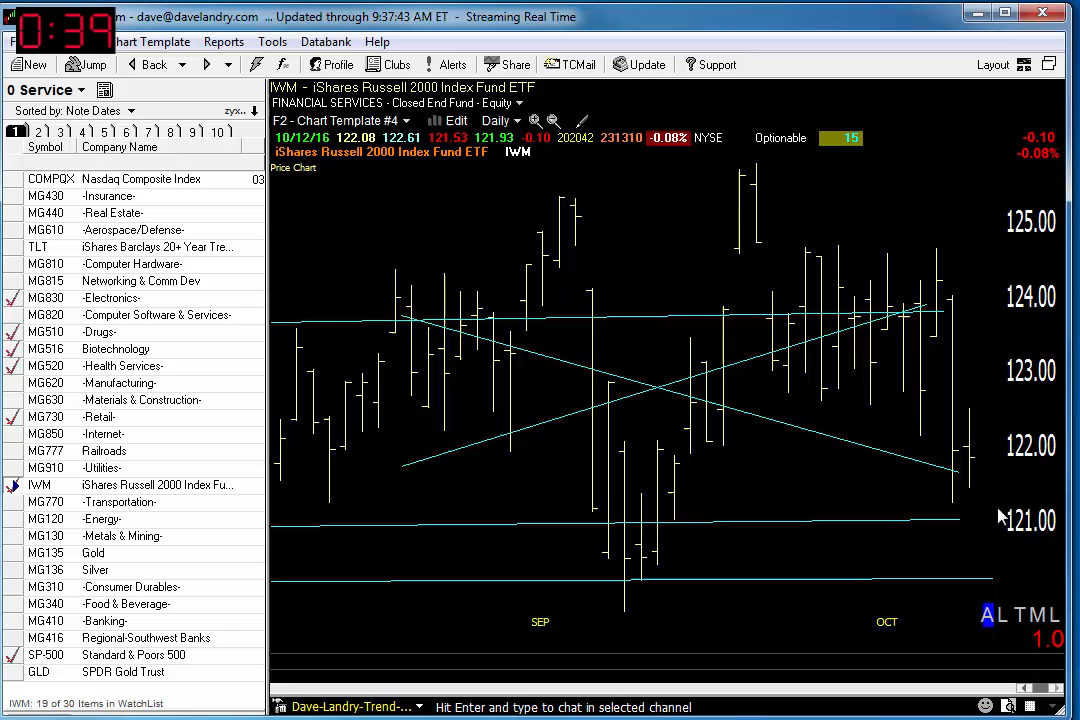 m - dave@davelandry.com ... Updated through 9:37:43 AM ET - Streaming Real Time
0:39
F hart Template Reports Tools Databank Help
New Jump Back Profile Clubs Alerts Share TCMail Update Support Layout
0 Service
Sorted by: Note Dates zyx..
1 2 3 4 5 6 7 8 9 10
Symbol Company Name
COMPQX Nasdaq Composite Index 03
MG430 -Insurance-
MG440 -Real Estate-
MG610 -Aerospace/Defense-
TLT iShares Barclays 20+ Year Tre...
MG810 -Computer Hardware-
MG815 Networking & Comm Dev
MG830 -Electronics-
MG820 -Computer Software & Services-
MG510 -Drugs-
MG516 Biotechnology
MG520 -Health Services-
MG620 -Manufacturing-
MG630 -Materials & Construction-
MG730 -Retail-
MG850 -Internet-
MG777 Railroads
MG910 -Utilities-
IWM iShares Russell 2000 Index Fu...
MG770 -Transportation-
MG120 -Energy-
MG130 -Metals & Mining-
MG135 Gold
MG136 Silver
MG310 -Consumer Durables-
MG340 -Food & Beverage-
MG410 -Banking-
MG416 Regional-Southwest Banks
SP-500 Standard & Poors 500
GLD SPDR Gold Trust
IWM: 19 of 30 Items in WatchList
IWM - iShares Russell 2000 Index Fund ETF
FINANCIAL SERVICES - Closed End Fund - Equity
F2 - Chart Template #4 Edit Daily
10/12/16 122.08 122.61 121.53 121.93 -0.10 202042 231310 -0.08% NYSE Optionable 15 -0.10
-0.08%
iShares Russell 2000 Index Fund ETF IWM
Price Chart
125.00
124.00
123.00
122.00
121.00
A L T M L
SEP OCT
1.0
Dave-Landry-Trend-... Hit Enter and type to chat in selected channel